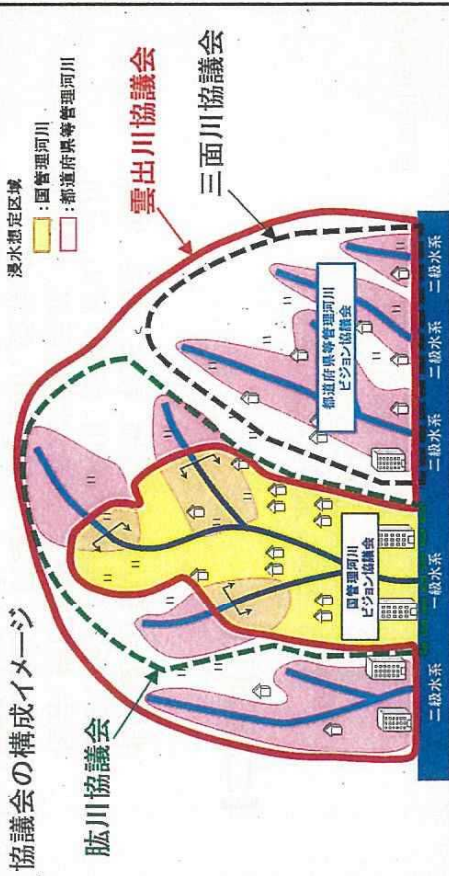 協議会の構成イメージ
浸水想定区域
:国管理河川
:都道府県等管理河川
肱川協議会
雲出川協議会
三面川協議会
国管理河川
ビジョン協議会
都道府県等管理河川
ビジョン協議会
二級水系
一級水系
二級水系
二級水系
二級水系